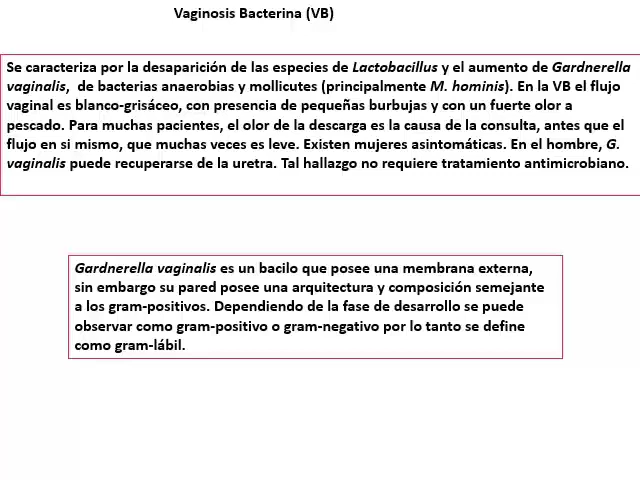 Vaginosis Bacterina (VB)
Se caracteriza por la desaparición de las especies de Lactobacillus y el aumento de Gardnerella
vaginalis, de bacterias anaerobias y mollicutes (principalmente M. hominis). En la VB el flujo
vaginal es blanco-grisáceo, con presencia de pequeñas burbujas y con un fuerte olor a
pescado. Para muchas pacientes, el olor de la descarga es la causa de la consulta, antes que el
flujo en si mismo, que muchas veces es leve. Existen mujeres asintomáticas. En el hombre, G.
vaginalis puede recuperarse de la uretra. Tal hallazgo no requiere tratamiento antimicrobiano.
Gardnerella vaginalis es un bacilo que posee una membrana externa,
sin embargo su pared posee una arquitectura y composición semejante
a los gram-positivos. Dependiendo de la fase de desarrollo se puede
observar como gram-positivo o gram-negativo por lo tanto se define
como gram-lábil.